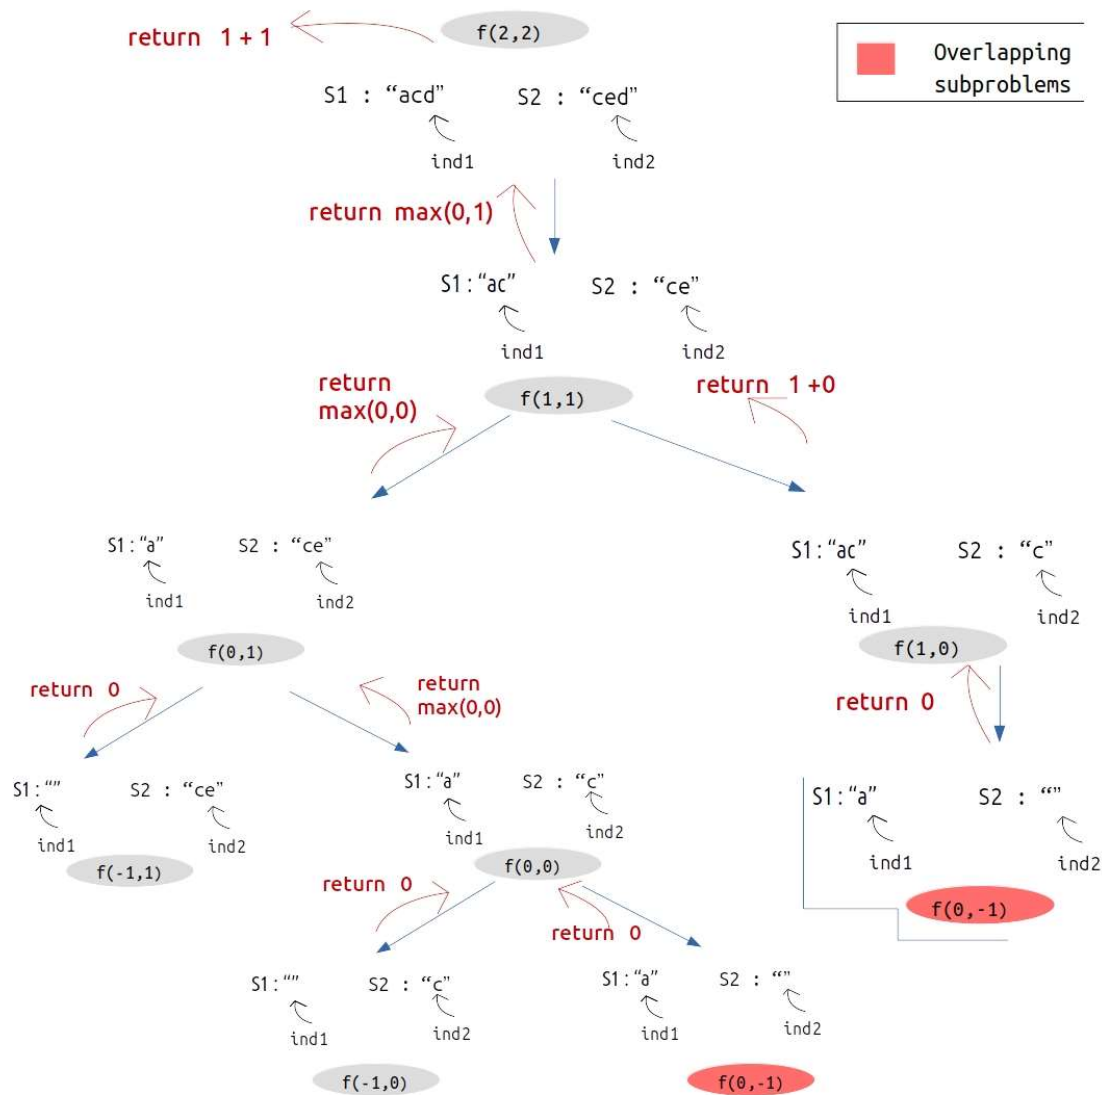 return 1 + 1
f(2,2)
Overlapping
subproblems
S1 : “acd”
S2 : “ced”
ind1
ind2
return max(0,1)
S1:“ac”
S2 : “ce”
ind1
ind2
return
max(0,0)
f(1,1)
return 1 +0
S1:“a”
S2 : “ce”
ind1
ind2
f(0,1)
S1:“ac”
S2 : “c”
ind1
ind2
f(1,0)
return 0
return
max(0,0)
return 0
S1:“”
S2 : “ce”
ind1
ind2
f(-1,1)
S1:“a”
S2 : “c”
ind1
ind2
f(0,0)
S1:“a”
S2 : “”
ind1
ind2
f(0,-1)
return 0
return 0
S1:“”
S2 : “c”
ind1
ind2
f(-1,0)
S1:“a”
S2 : “”
ind1
ind2
f(0,-1)